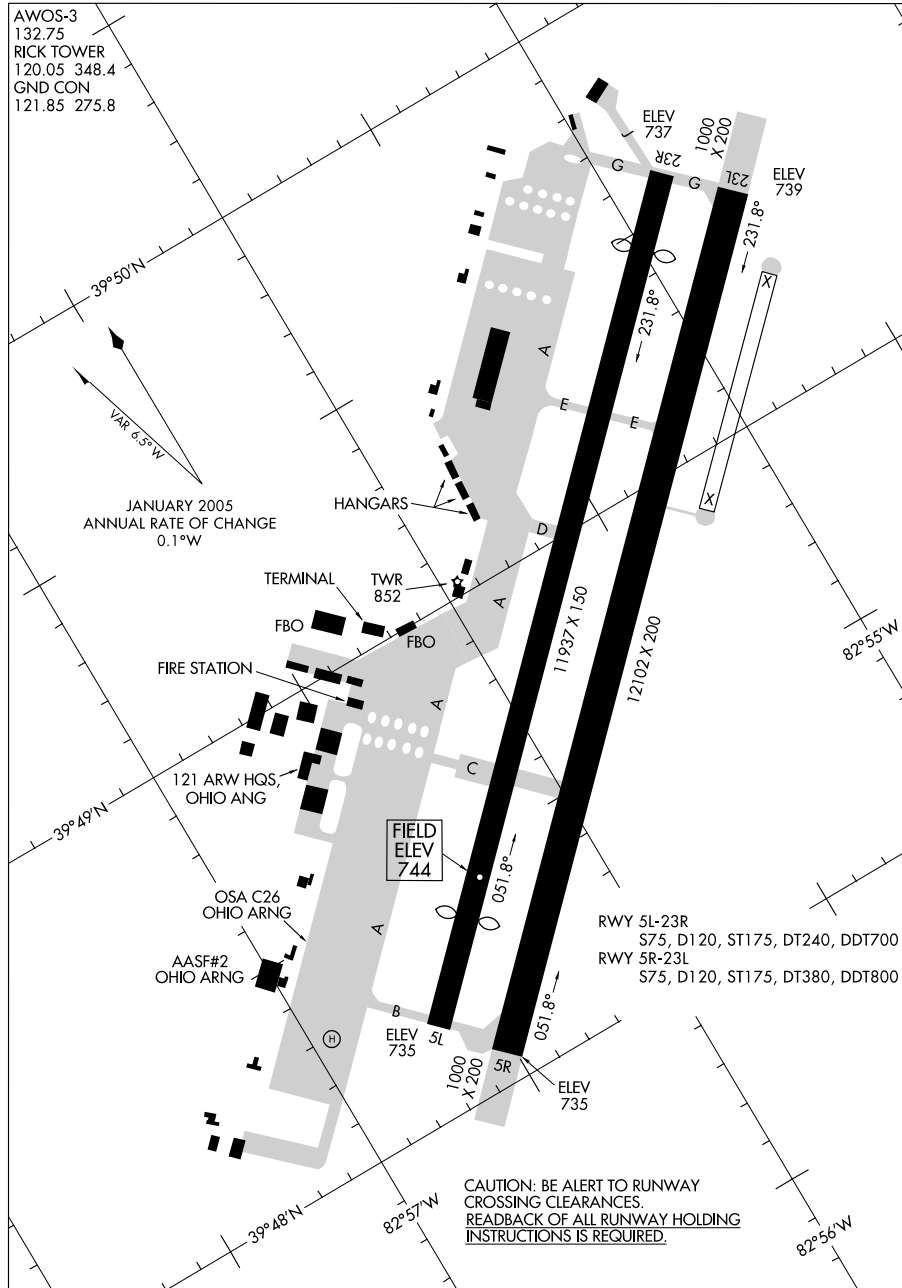 AWOS-3
132.75
RICK TOWER
120.05 348.4
GND CON
121.85 275.8
J
ELEV
737
1000
X 200
G
23R
G
23L
ELEV
739
39°50'N
231.8°
231.8°
X
A
VAR 6.5° W
E
E
JANUARY 2005
ANNUAL RATE OF CHANGE
0.1°W
HANGARS
X
D
TERMINAL
TWR
852
A
11937 X 150
FBO
FBO
82°55'W
12102 X 200
FIRE STATION
A
C
121 ARW HQS,
OHIO ANG
39°49'N
FIELD
ELEV
744
051.8°
OSA C26
OHIO ARNG
A
RWY 5L-23R
S75, D120, ST175, DT240, DDT700
RWY 5R-23L
S75, D120, ST175, DT380, DDT800
AASF#2
OHIO ARNG
051.8°
B
H
ELEV
735
5L
1000
X 200
5R
ELEV
735
CAUTION: BE ALERT TO RUNWAY
CROSSING CLEARANCES.
READBACK OF ALL RUNWAY HOLDING
INSTRUCTIONS IS REQUIRED.
39°48'N
82°57'W
82°56'W